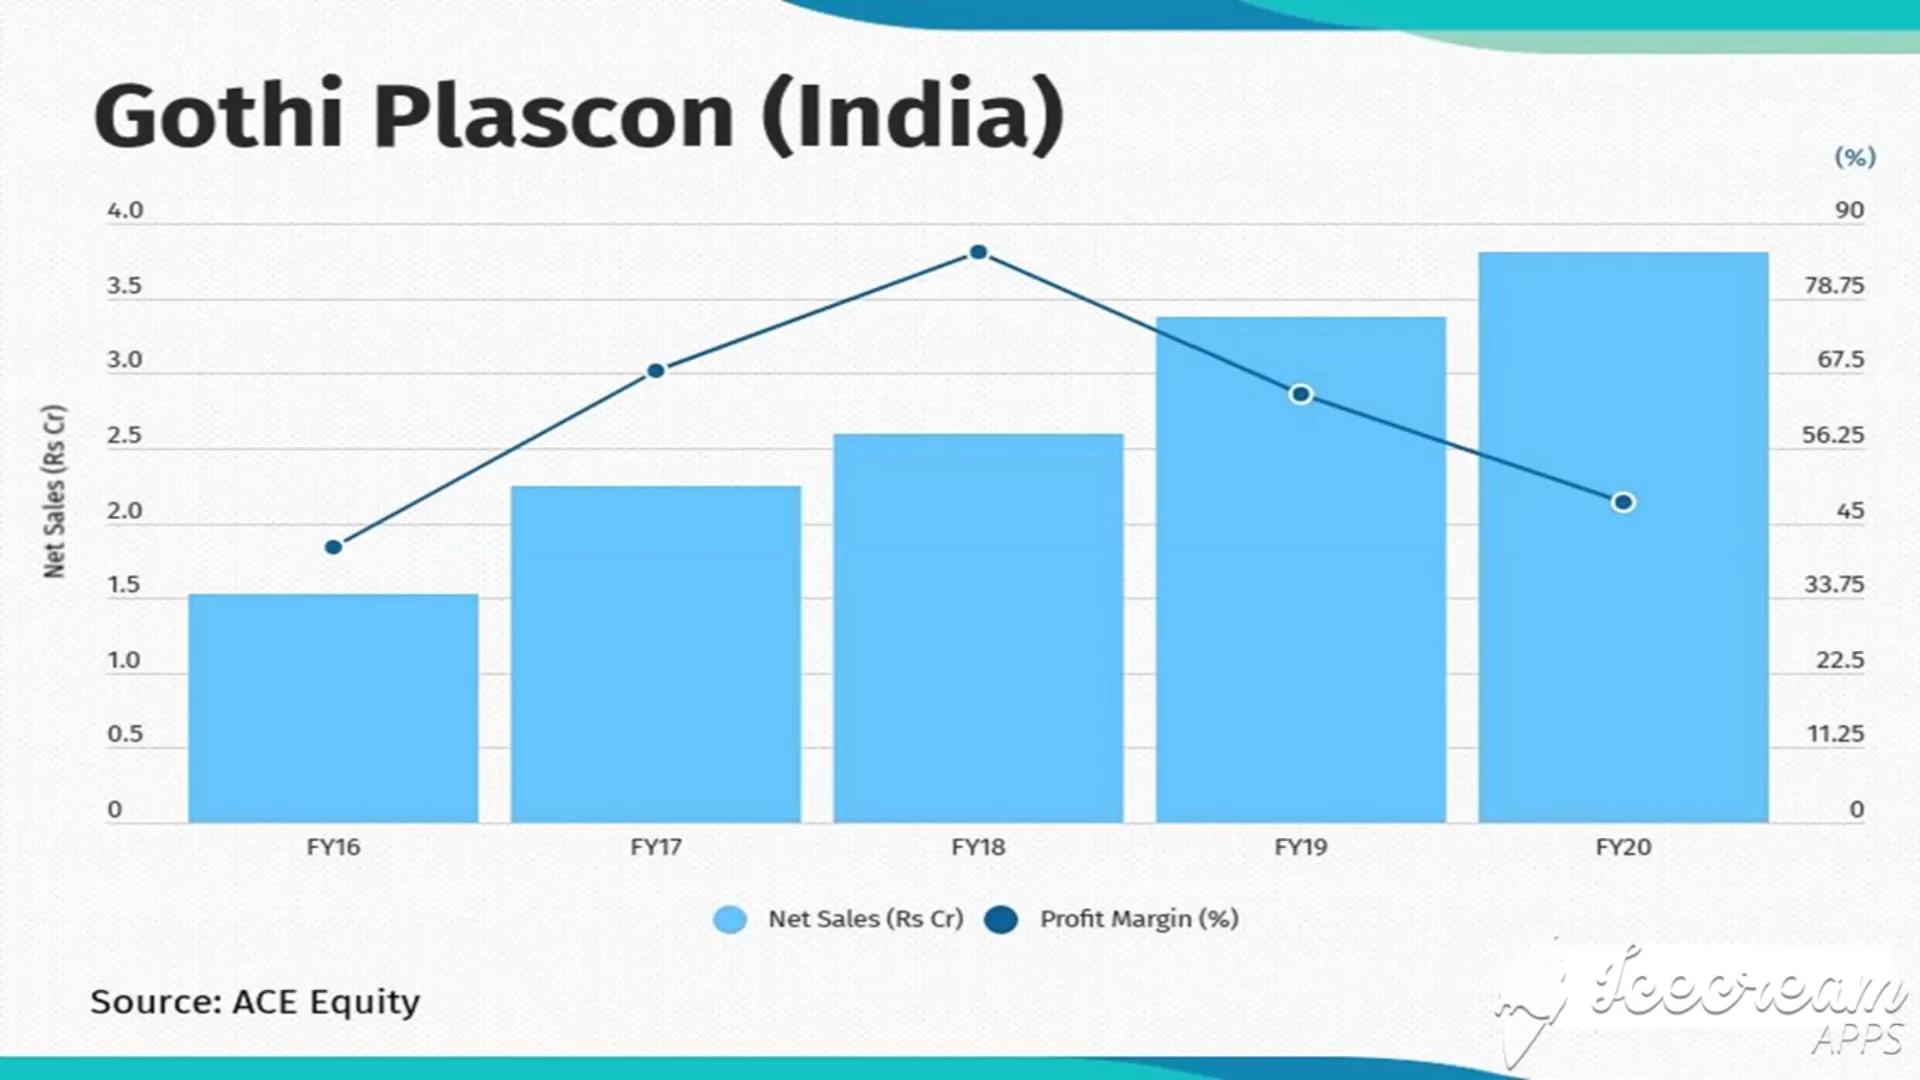 Gothi Plascon (India)
(%)
4.0 90
3.5 78.75
3.0 67.5
2.5 56.25
2.0 45
1.5 33.75
1.0 22.5
0.5 11.25
0 0
Net Sales (Rs Cr)
FY16 FY17 FY18 FY19 FY20
Net Sales (Rs Cr) Profit Margin (%)
Source: ACE Equity
Icecream
APPS